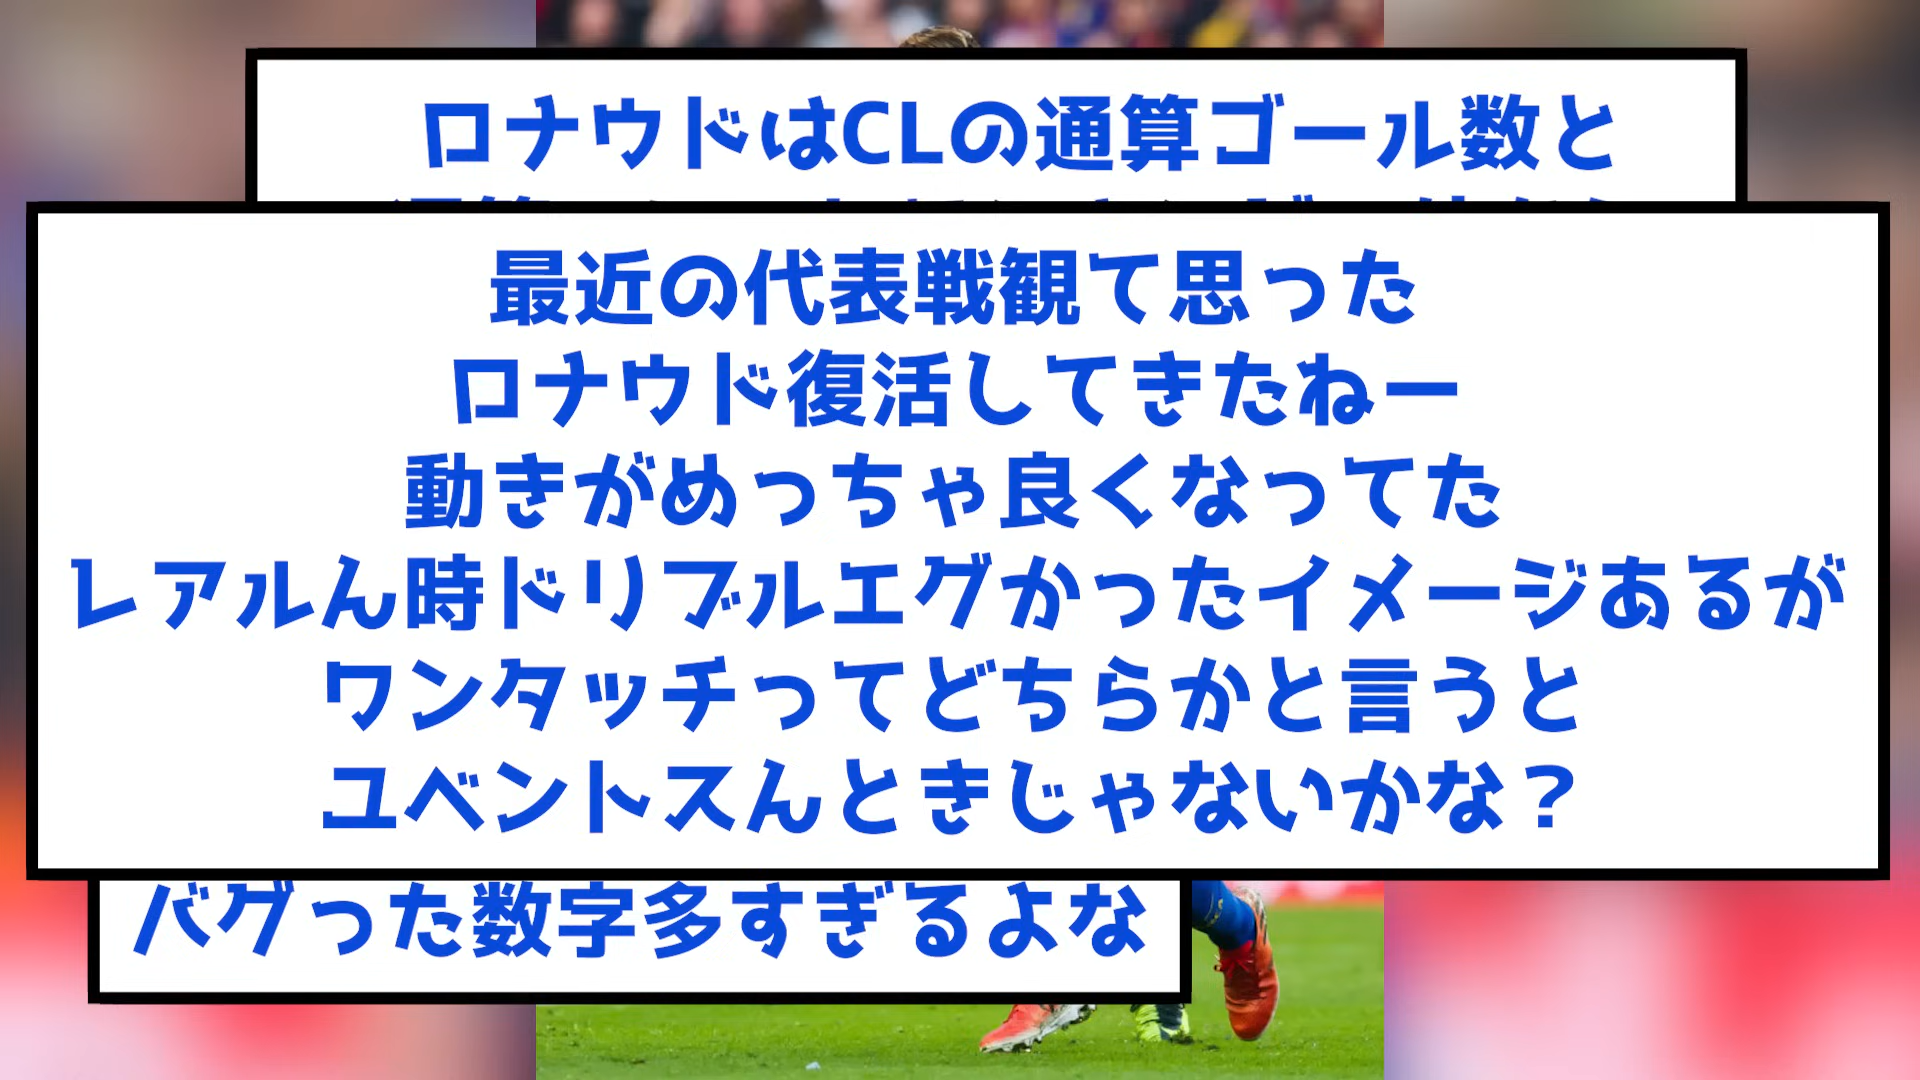 ロナウドはCLの通算ゴール数と
最近の代表戦観て思った
ロナウド復活してきたねー
動きがめっちゃ良くなってた
レアルん時ドリブルエグかったイメージあるが
ワンタッチってどちらかと言うと
ユベントスんときじゃないかな？
バグった数字多すぎるよな